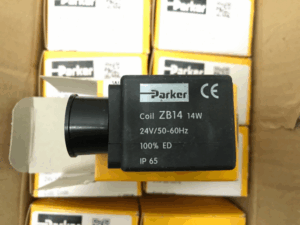 Parker
Parker
Parker
CE
Coil ZB14 14W
24V/50-60Hz
100% ED
IP 65